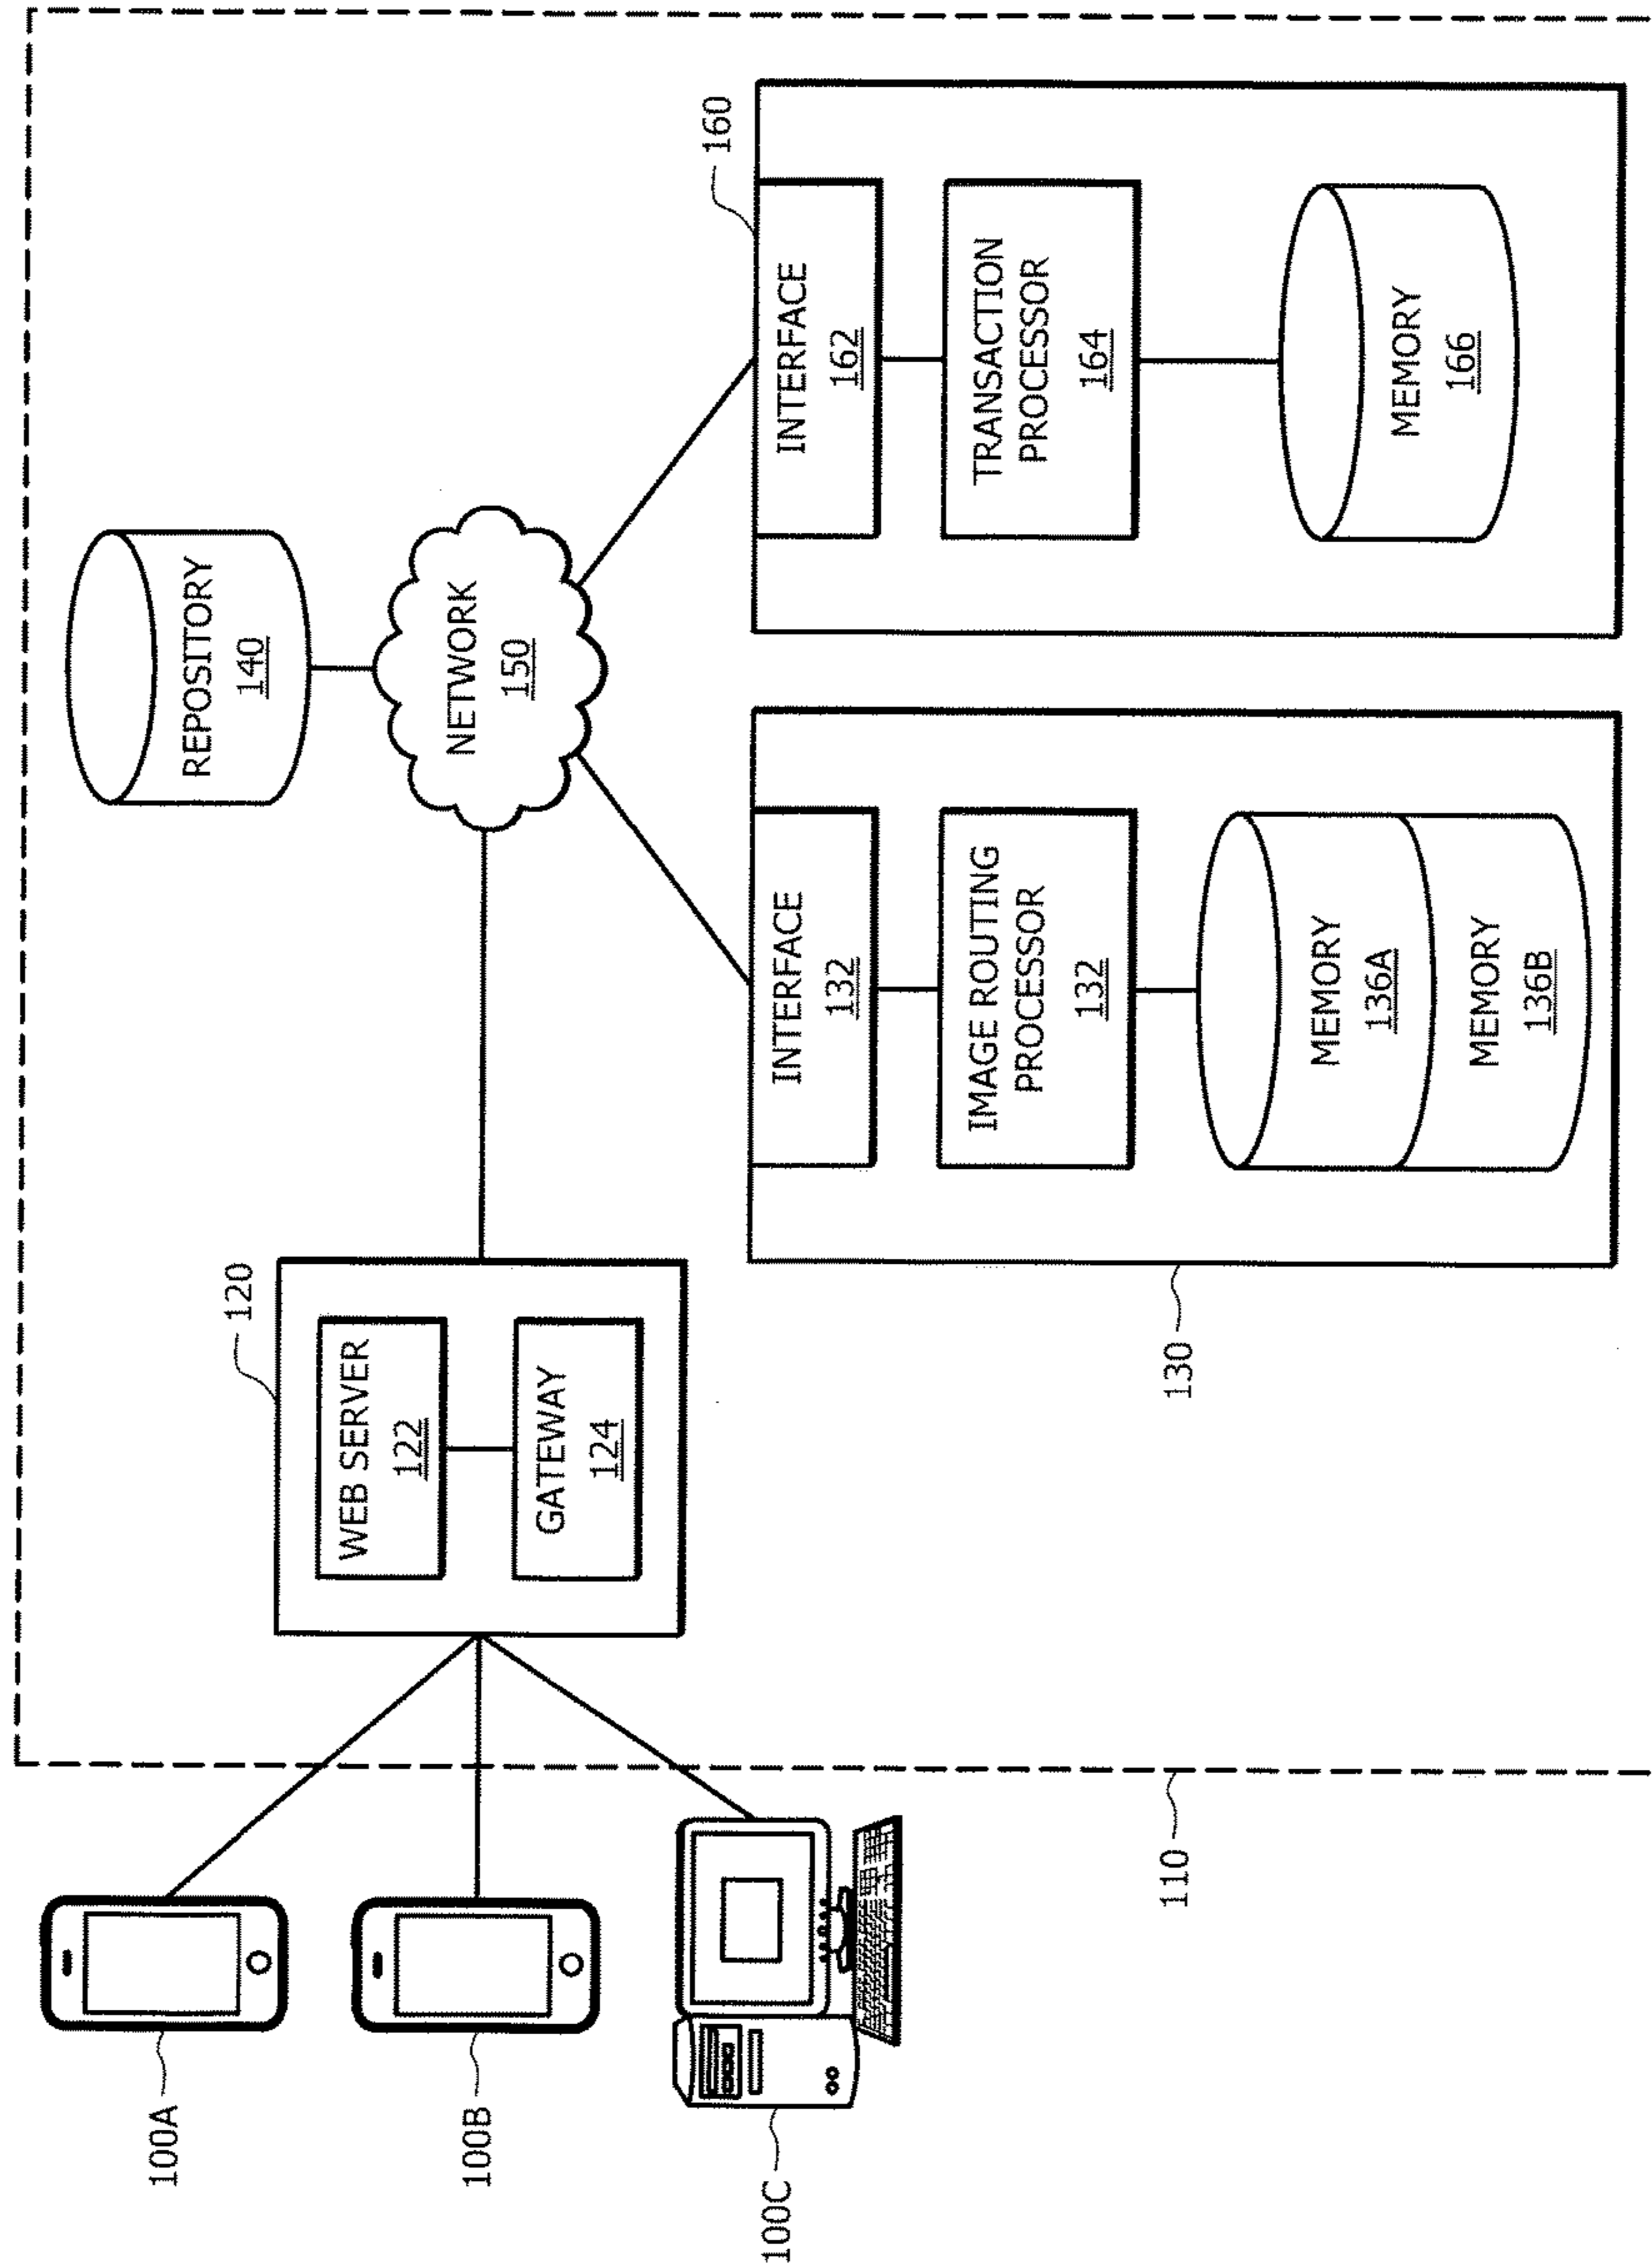 100A
100B
100C
110
120
WEB SERVER
122
GATEWAY
124
REPOSITORY
140
NETWORK
150
130
INTERFACE
132
IMAGE ROUTING
PROCESSOR
132
MEMORY
136A
MEMORY
136B
160
INTERFACE
162
TRANSACTION
PROCESSOR
164
MEMORY
166